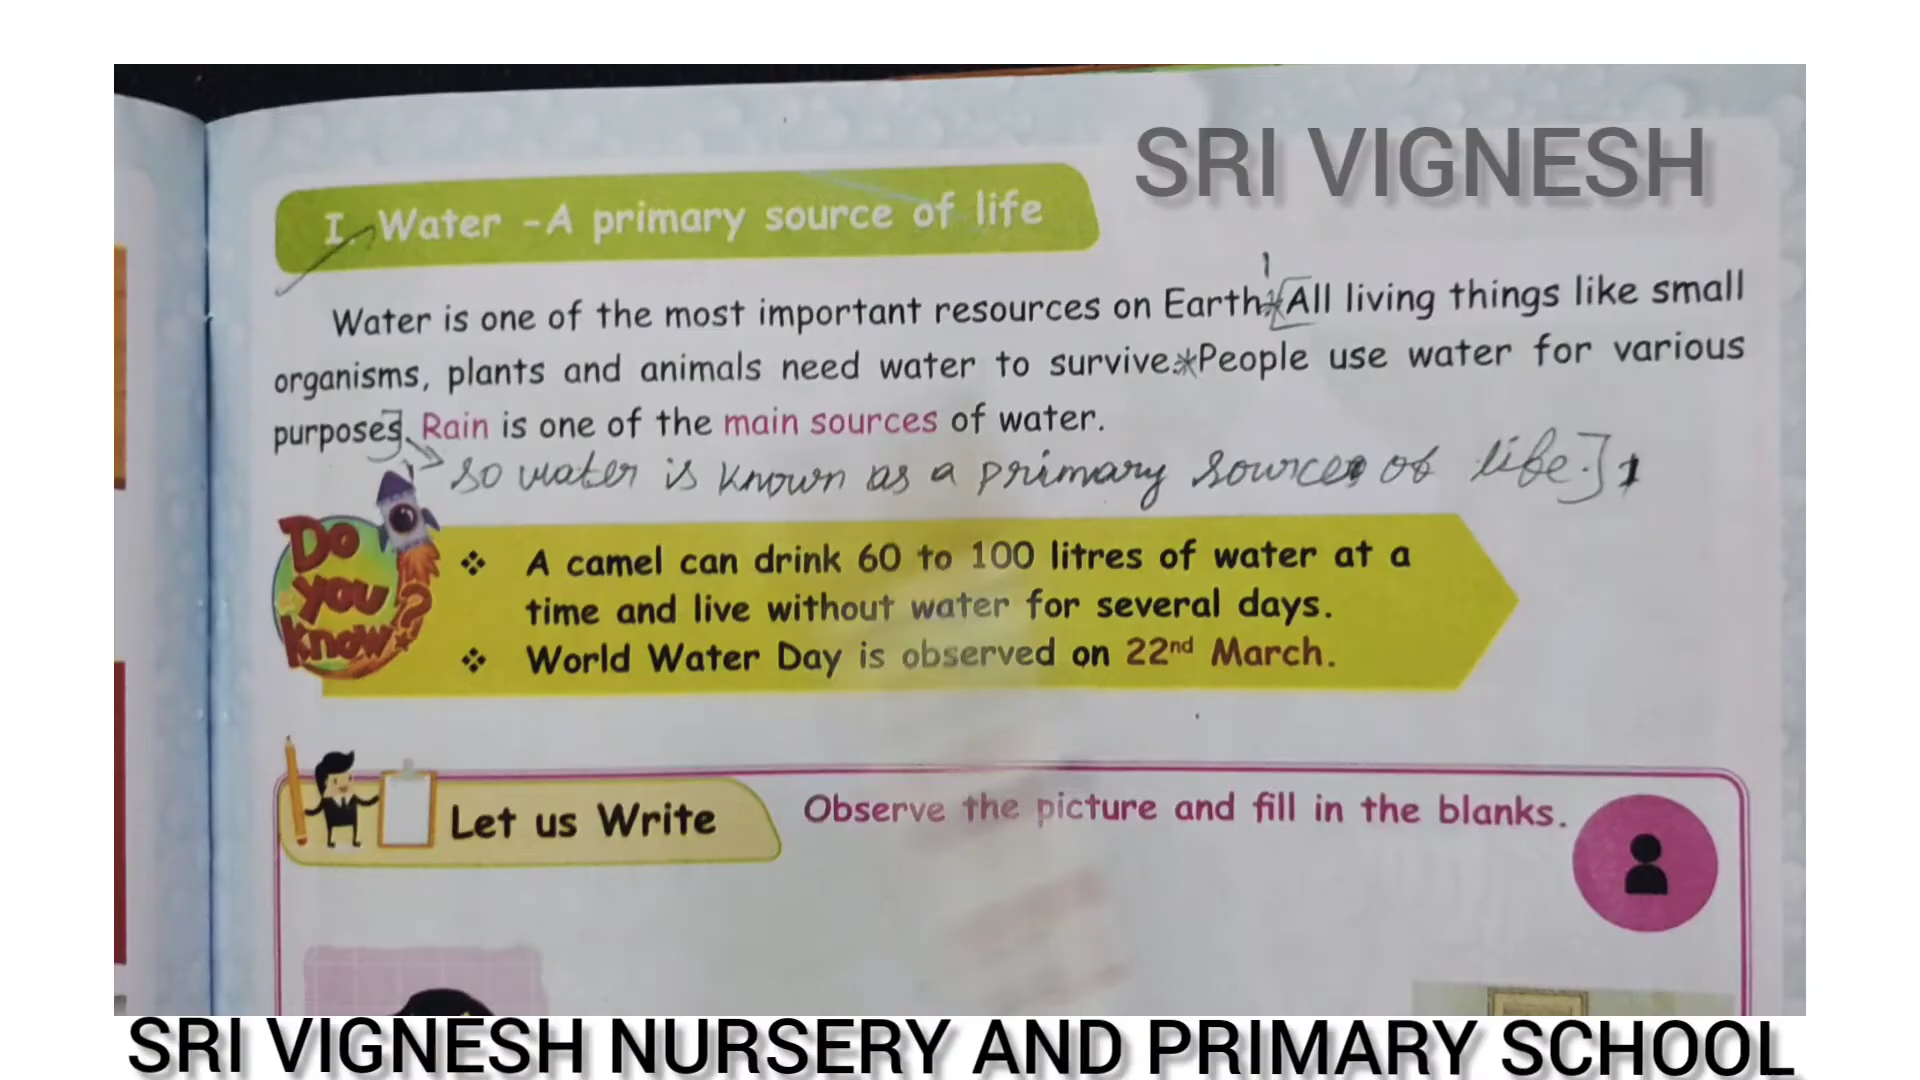 SRI VIGNESH
I. Water -A primary source of life
1
Water is one of the most important resources on Earth.*[All living things like small
organisms, plants and animals need water to survive.*People use water for various
purposes]. Rain is one of the main sources of water.
→ so water is known as a primary source of life.] 1
Do you know?
❖ A camel can drink 60 to 100 litres of water at a
time and live without water for several days.
❖ World Water Day is observed on 22nd March.
Let us Write
Observe the picture and fill in the blanks.
SRI VIGNESH NURSERY AND PRIMARY SCHOOL